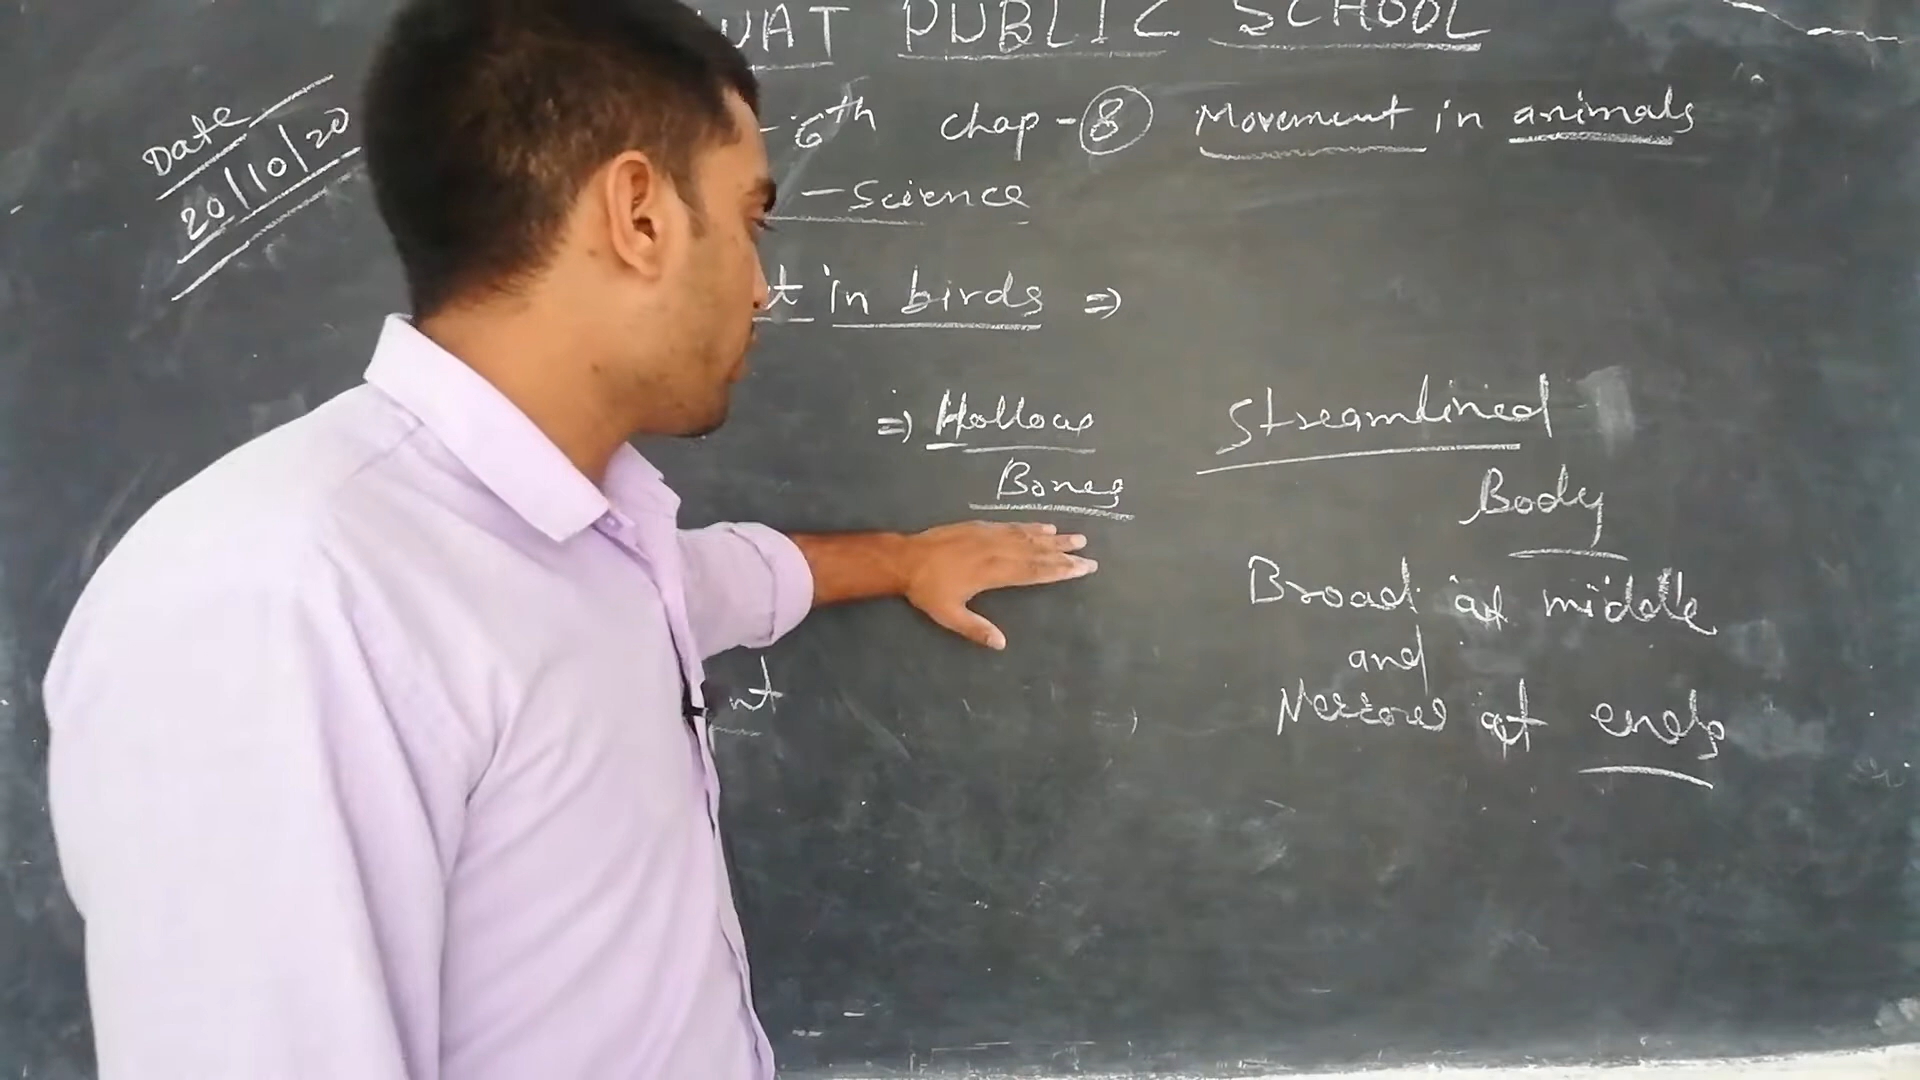 PUBLIC SCHOOL
Date
20/10/20
- 6th chap - 8 Movement in animals
- Science
in birds ⇒
⇒ Hollow
Bones
Streamlined
Body
Broad at middle
and
Narrow at ends